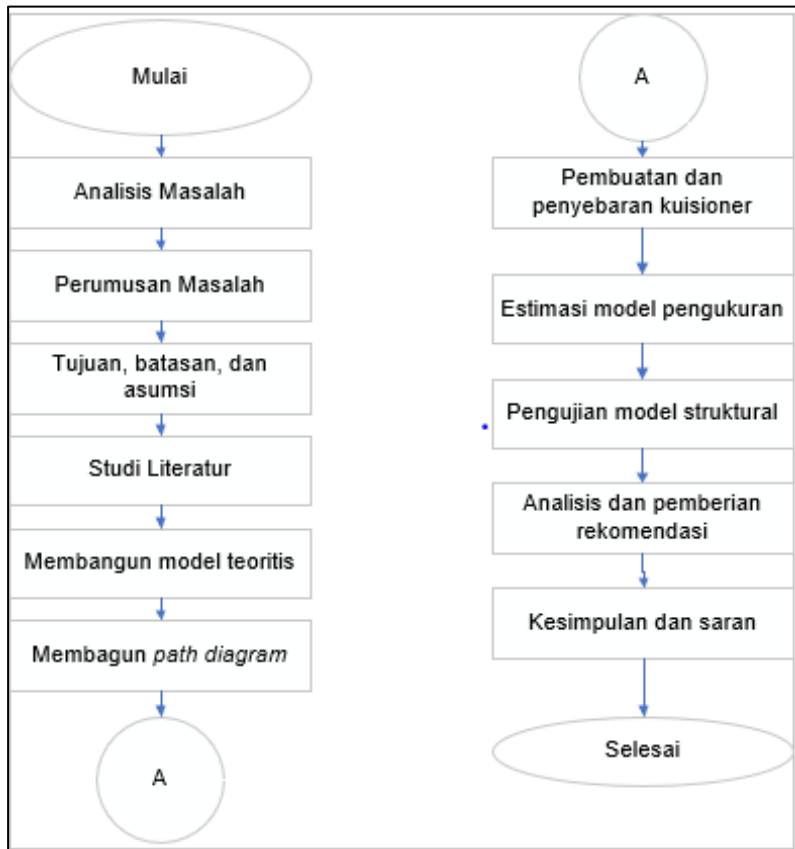 Mulai
Analisis Masalah
Perumusan Masalah
Tujuan, batasan, dan
asumsi
Studi Literatur
Membangun model teoritis
Membagun path diagram
A
A
Pembuatan dan
penyebaran kuisioner
Estimasi model pengukuran
Pengujian model struktural
Analisis dan pemberian
rekomendasi
Kesimpulan dan saran
Selesai